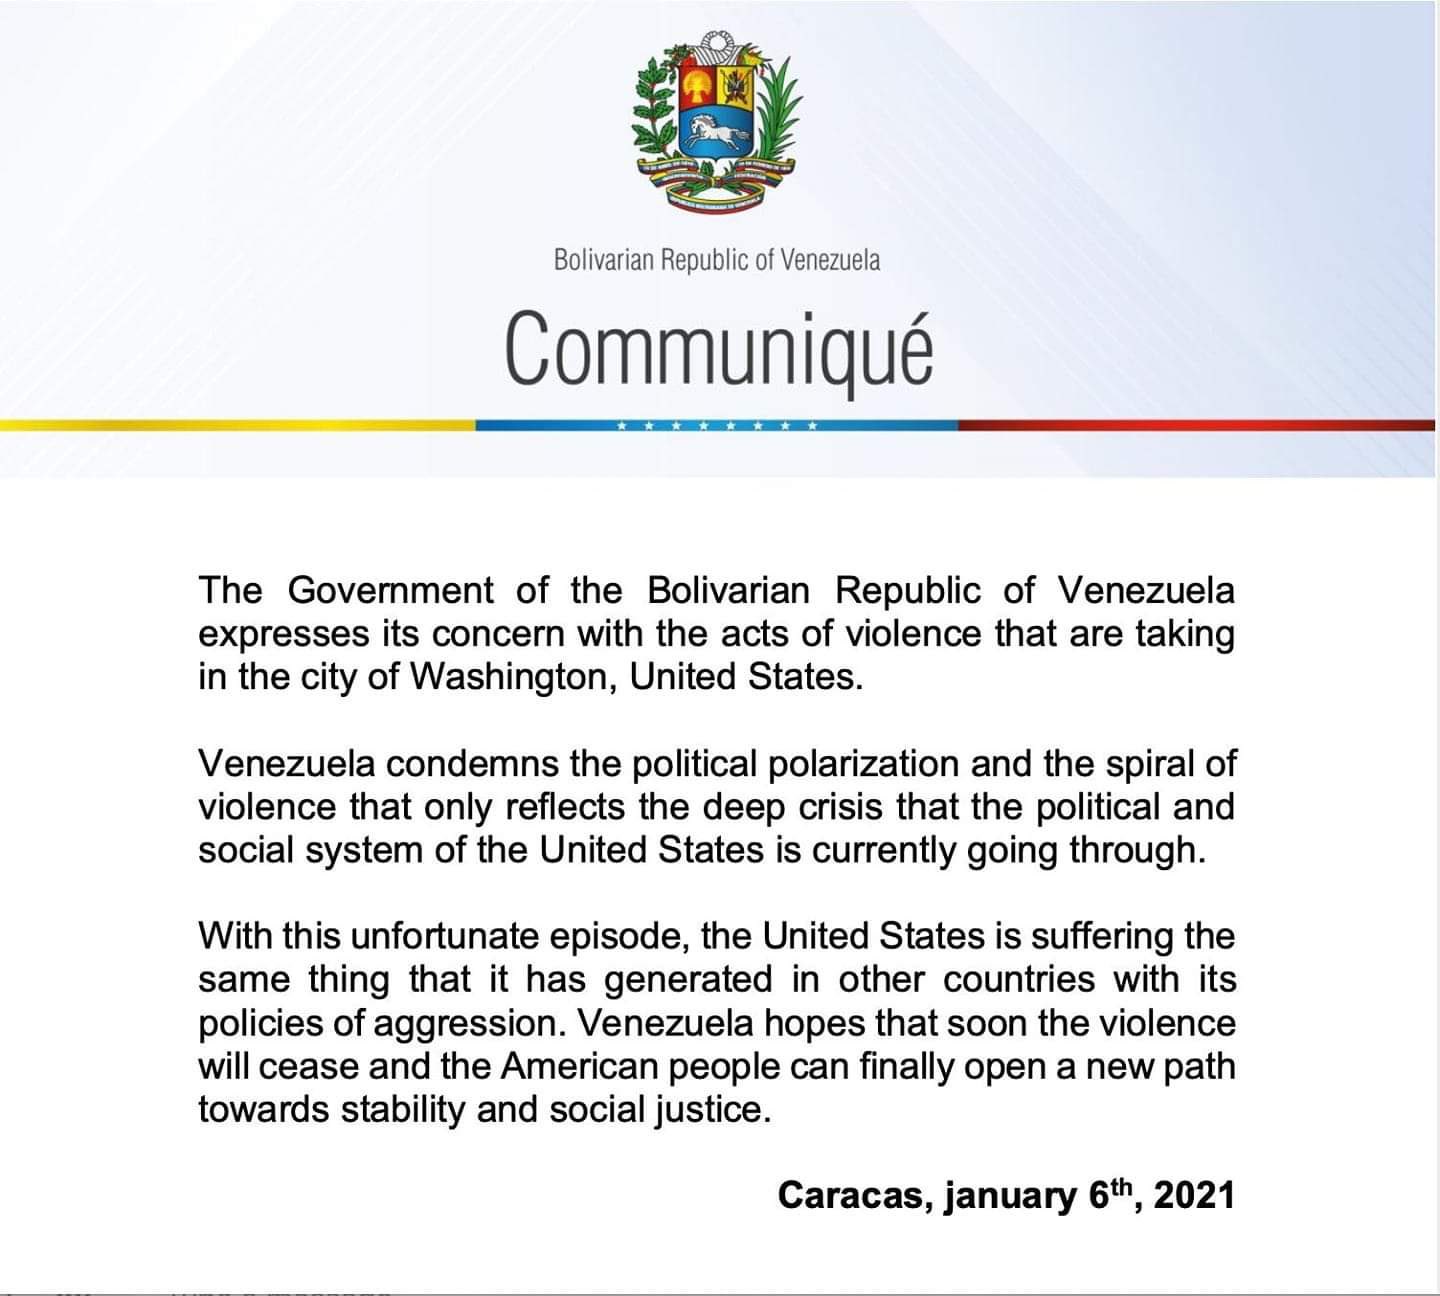 Bolivarian Republic of Venezuela
Communiqué
The Government of the Bolivarian Republic of Venezuela
expresses its concern with the acts of violence that are taking
in the city of Washington, United States.
Venezuela condemns the political polarization and the spiral of
violence that only reflects the deep crisis that the political and
social system of the United States is currently going through.
With this unfortunate episode, the United States is suffering the
same thing that it has generated in other countries with its
policies of aggression. Venezuela hopes that soon the violence
will cease and the American people can finally open a new path
towards stability and social justice.
Caracas, january 6th, 2021